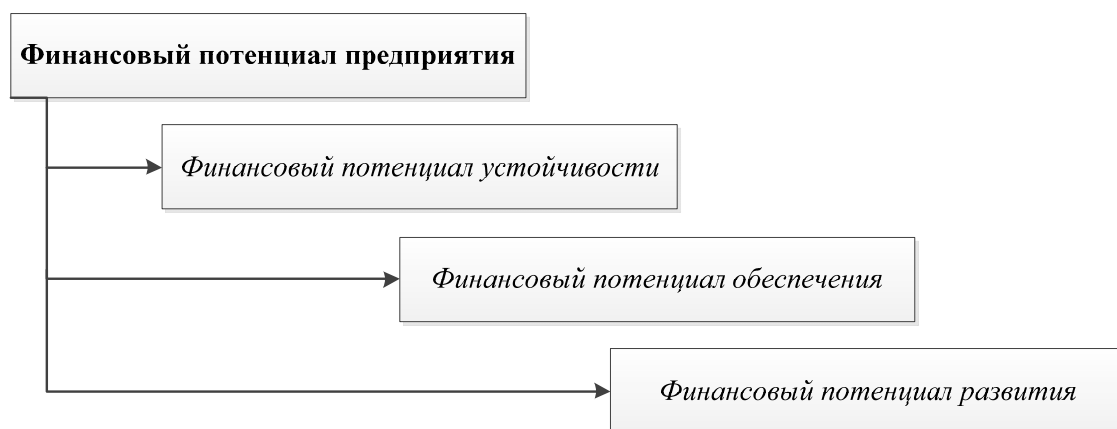 Финансовый потенциал предприятия
Финансовый потенциал устойчивости
Финансовый потенциал обеспечения
Финансовый потенциал развития